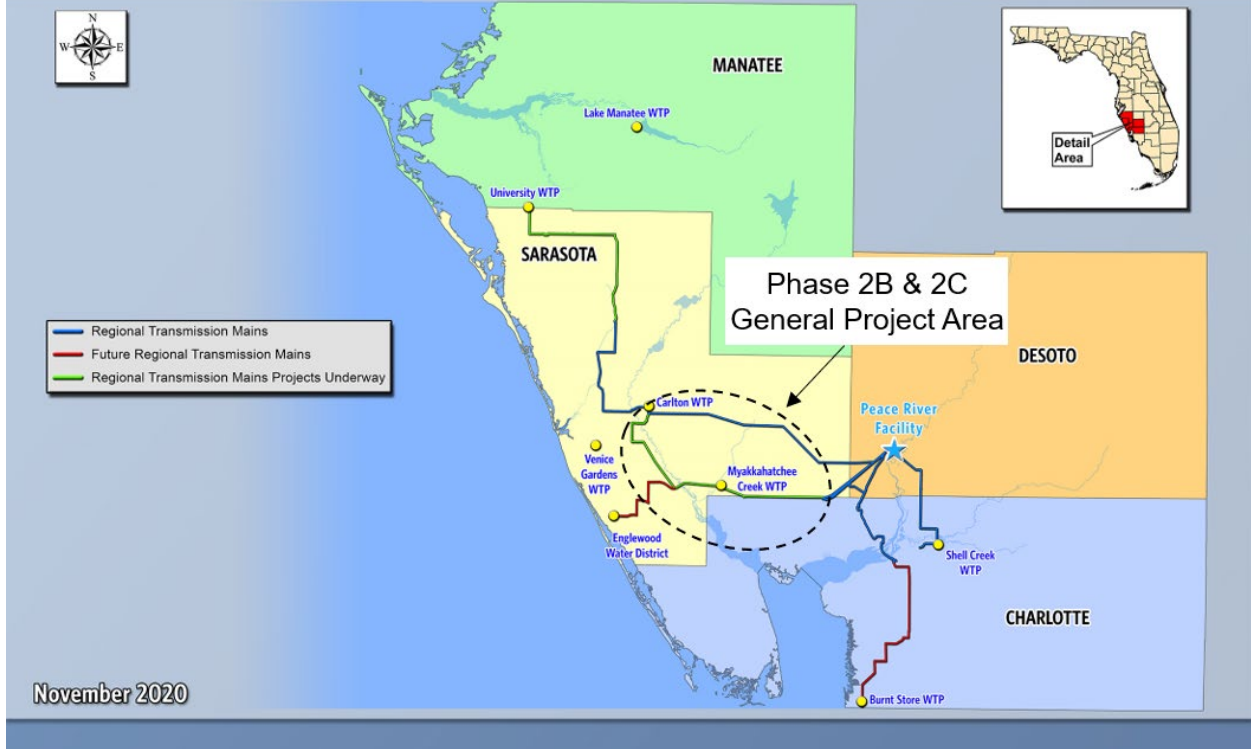 N
W E
S
MANATEE
Lake Manatee WTP
University WTP
Detail
Area
SARASOTA
Phase 2B & 2C
General Project Area
Regional Transmission Mains
Future Regional Transmission Mains
Regional Transmission Mains Projects Underway
DESOTO
Carlton WTP
Peace River
Facility
Venice
Gardens
WTP
Myakkahatchee
Creek WTP
Englewood
Water District
Shell Creek
WTP
CHARLOTTE
November 2020
Burnt Store WTP